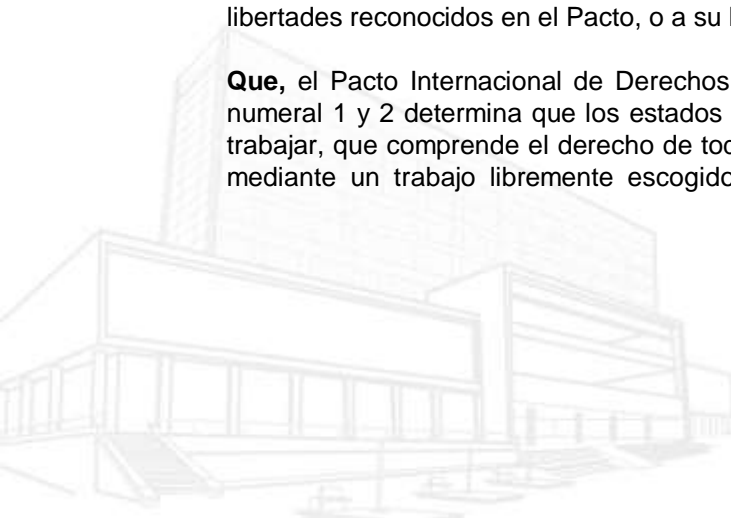 libertades reconocidos en el Pacto, o a su
Que, el Pacto Internacional de Derechos
numeral 1 y 2 determina que los estados
trabajar, que comprende el derecho de
mediante un trabajo libremente escogido